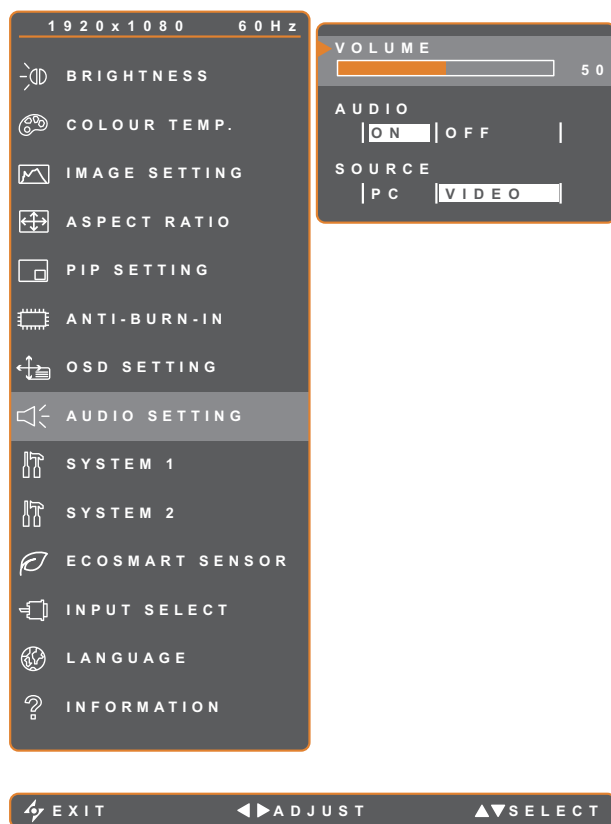 1920x1080 60Hz
BRIGHTNESS
COLOUR TEMP.
IMAGE SETTING
ASPECT RATIO
PIP SETTING
ANTI-BURN-IN
OSD SETTING
AUDIO SETTING
SYSTEM 1
SYSTEM 2
ECOSMART SENSOR
INPUT SELECT
LANGUAGE
INFORMATION
VOLUME
50
AUDIO
ON OFF
SOURCE
PC VIDEO
EXIT ADJUST SELECT